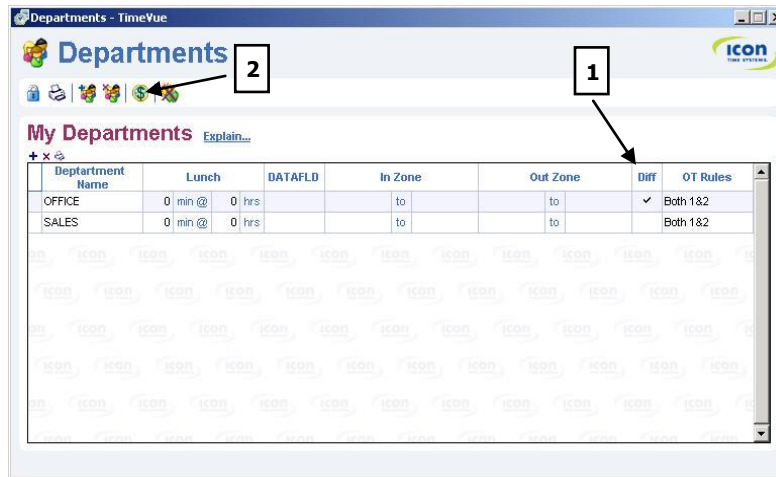 Departments - TimeVue
Departments
icon
TIME SYSTEMS
2
1
My Departments Explain...
Deptartment Name Lunch DATAFLD In Zone Out Zone Diff OT Rules
OFFICE 0 min @ 0 hrs to to ✓ Both 1&2
SALES 0 min @ 0 hrs to to Both 1&2